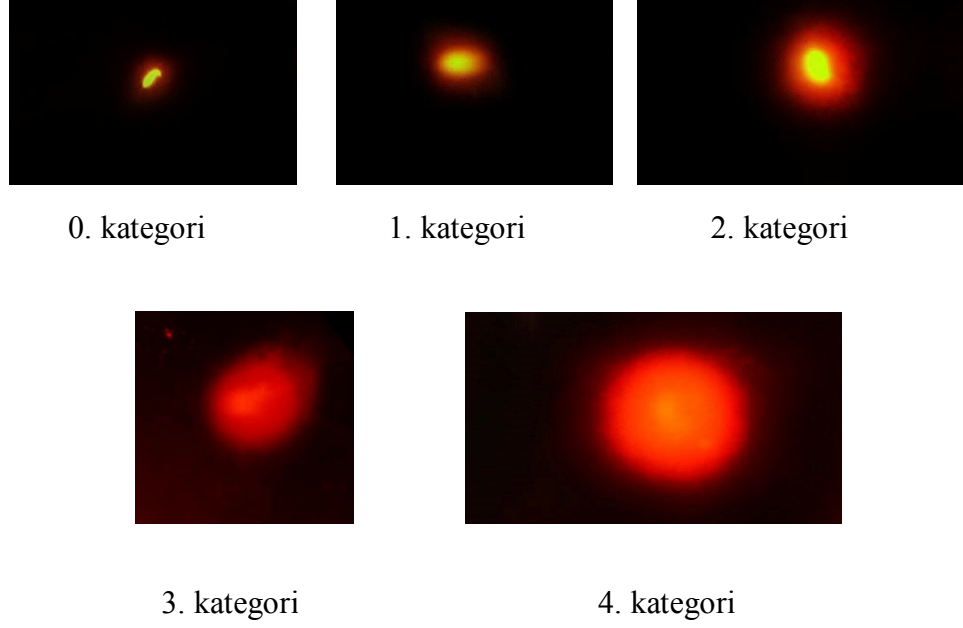 0. kategori
1. kategori
2. kategori
3. kategori
4. kategori